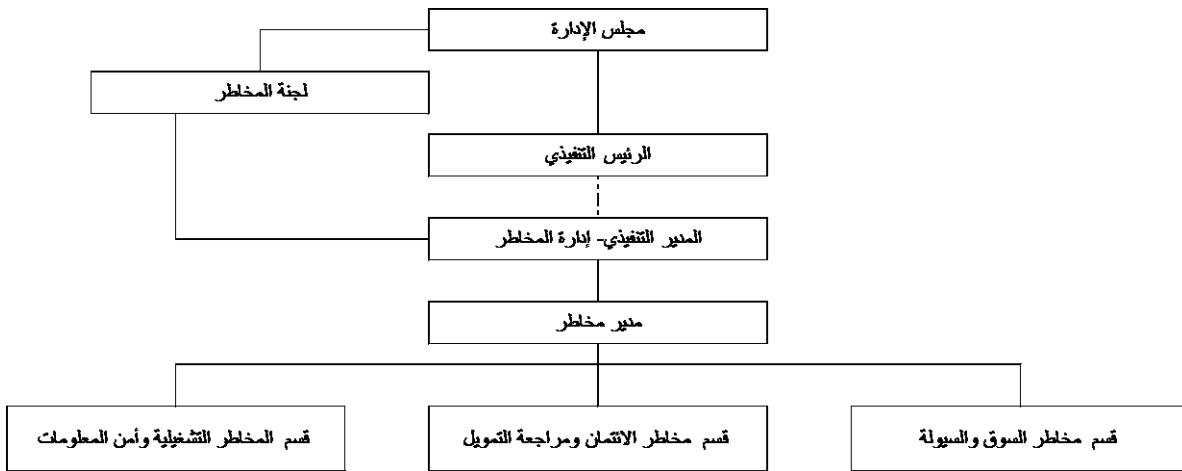 مجلس الإدارة
لجنة المخاطر
الرئيس التنفيذي
المدير التنفيذي- إدارة المخاطر
مدير مخاطر
قسم مخاطر السوق والسيولة
قسم مخاطر الائتمان ومراجعة التمويل
قسم المخاطر التشغيلية وأمن المعلومات